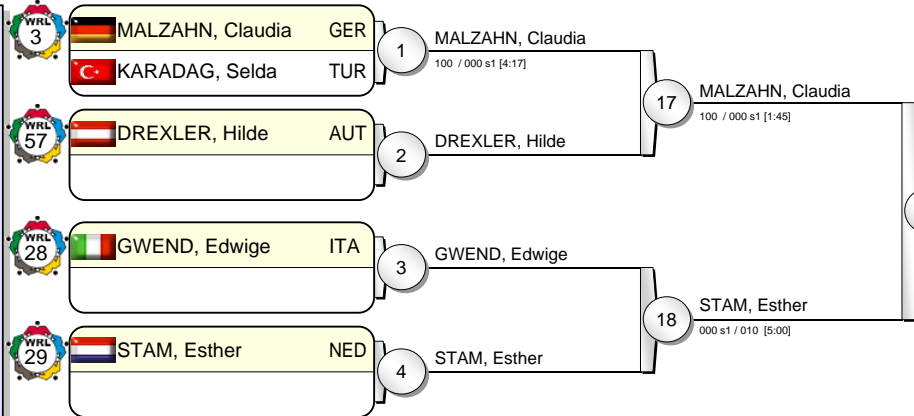 WRL
3
MALZAHN, Claudia GER
KARADAG, Selda TUR
1
MALZAHN, Claudia
100 / 000 s1 [4:17]
WRL
57
DREXLER, Hilde AUT
2
DREXLER, Hilde
17
MALZAHN, Claudia
100 / 000 s1 [1:45]
WRL
28
GWEND, Edwige ITA
3
GWEND, Edwige
WRL
29
STAM, Esther NED
4
STAM, Esther
18
STAM, Esther
000 s1 / 010 [5:00]